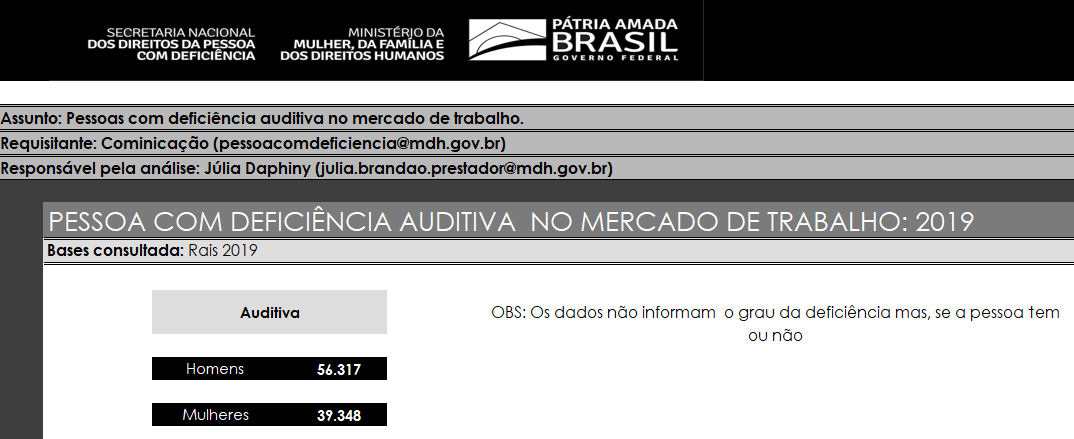 SECRETARIA NACIONAL
DOS DIREITOS DA PESSOA
COM DEFICIÊNCIA
MINISTÉRIO DA
MULHER, DA FAMÍLIA E
DOS DIREITOS HUMANOS
PÁTRIA AMADA
BRASIL
GOVERNO FEDERAL
Assunto: Pessoas com deficiência auditiva no mercado de trabalho.
Requisitante: Cominicação (pessoacomdeficiencia@mdh.gov.br)
Responsável pela análise: Júlia Daphiny (julia.brandao.prestador@mdh.gov.br)
PESSOA COM DEFICIÊNCIA AUDITIVA  NO MERCADO DE TRABALHO: 2019
Bases consultada: Rais 2019
Auditiva
OBS: Os dados não informam  o grau da deficiência mas, se a pessoa tem
ou não
Homens 56.317
Mulheres 39.348